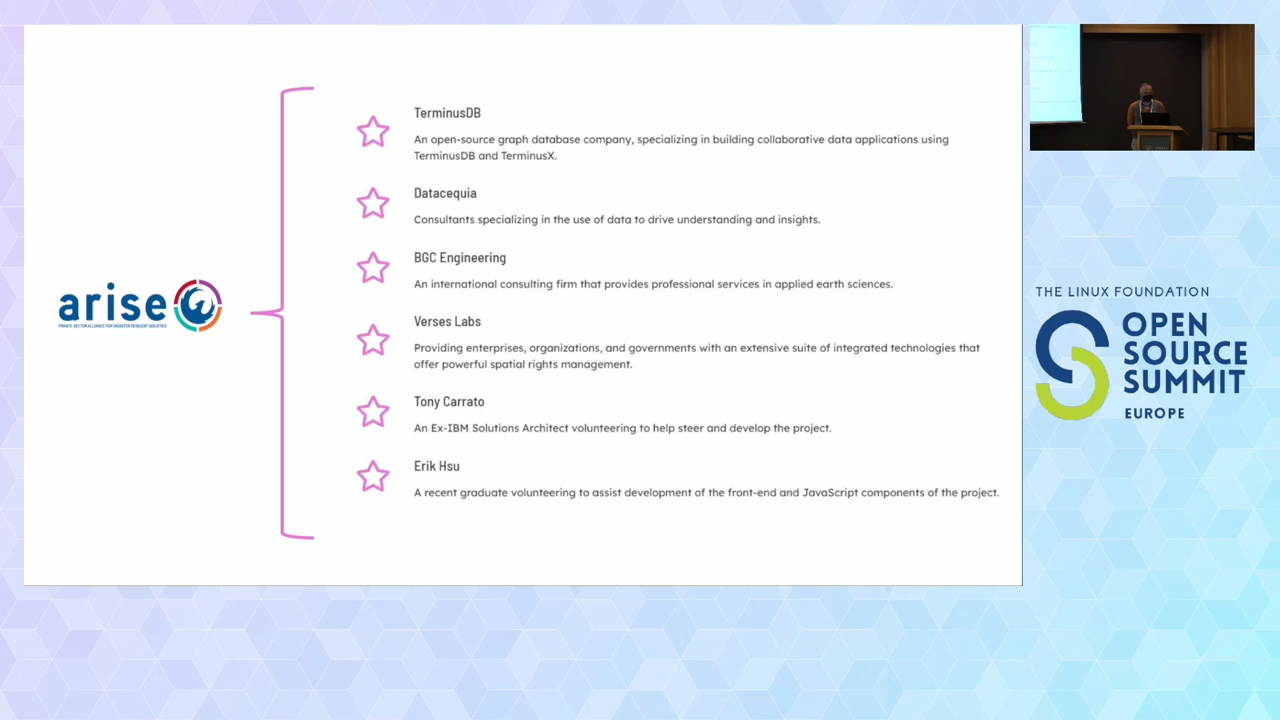 TerminusDB
An open-source graph database company, specializing in building collaborative data applications using
TerminusDB and TerminusX.
Datacequia
Consultants specializing in the use of data to drive understanding and insights.
BGC Engineering
An international consulting firm that provides professional services in applied earth sciences.
arise
PRIVATE SECTOR ALLIANCE FOR DISASTER RESILIENT SOCIETIES
Verses Labs
Providing enterprises, organizations, and governments with an extensive suite of integrated technologies that
offer powerful spatial rights management.
Tony Carrato
An Ex-IBM Solutions Architect volunteering to help steer and develop the project.
Erik Hsu
A recent graduate volunteering to assist development of the front-end and JavaScript components of the project.
THE LINUX FOUNDATION
OPEN
SOURCE
SUMMIT
EUROPE